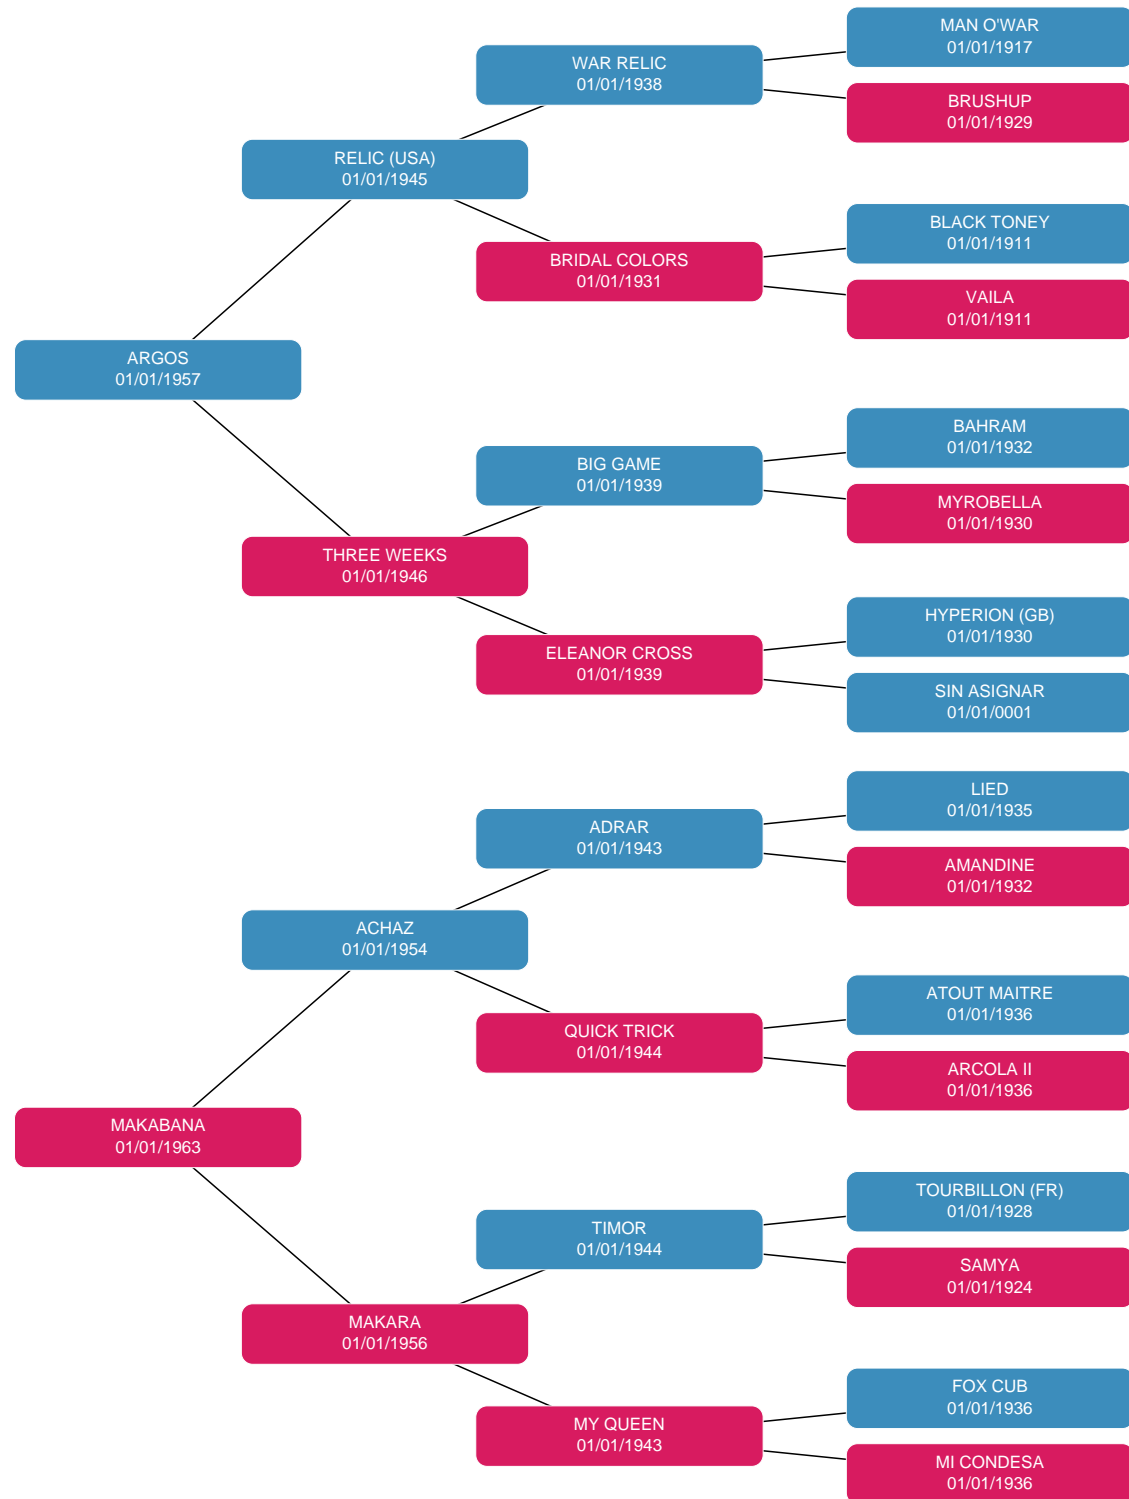 MAN O'WAR
01/01/1917
WAR RELIC
01/01/1938
BRUSHUP
01/01/1929
RELIC (USA)
01/01/1945
BLACK TONEY
01/01/1911
BRIDAL COLORS
01/01/1931
VAILA
01/01/1911
ARGOS
01/01/1957
BAHRAM
01/01/1932
BIG GAME
01/01/1939
MYROBELLA
01/01/1930
THREE WEEKS
01/01/1946
HYPERION (GB)
01/01/1930
ELEANOR CROSS
01/01/1939
SIN ASIGNAR
01/01/0001
LIED
01/01/1935
ADRAR
01/01/1943
AMANDINE
01/01/1932
ACHAZ
01/01/1954
ATOUT MAITRE
01/01/1936
QUICK TRICK
01/01/1944
ARCOLA II
01/01/1936
MAKABANA
01/01/1963
TOURBILLON (FR)
01/01/1928
TIMOR
01/01/1944
SAMYA
01/01/1924
MAKARA
01/01/1956
FOX CUB
01/01/1936
MY QUEEN
01/01/1943
MI CONDESA
01/01/1936